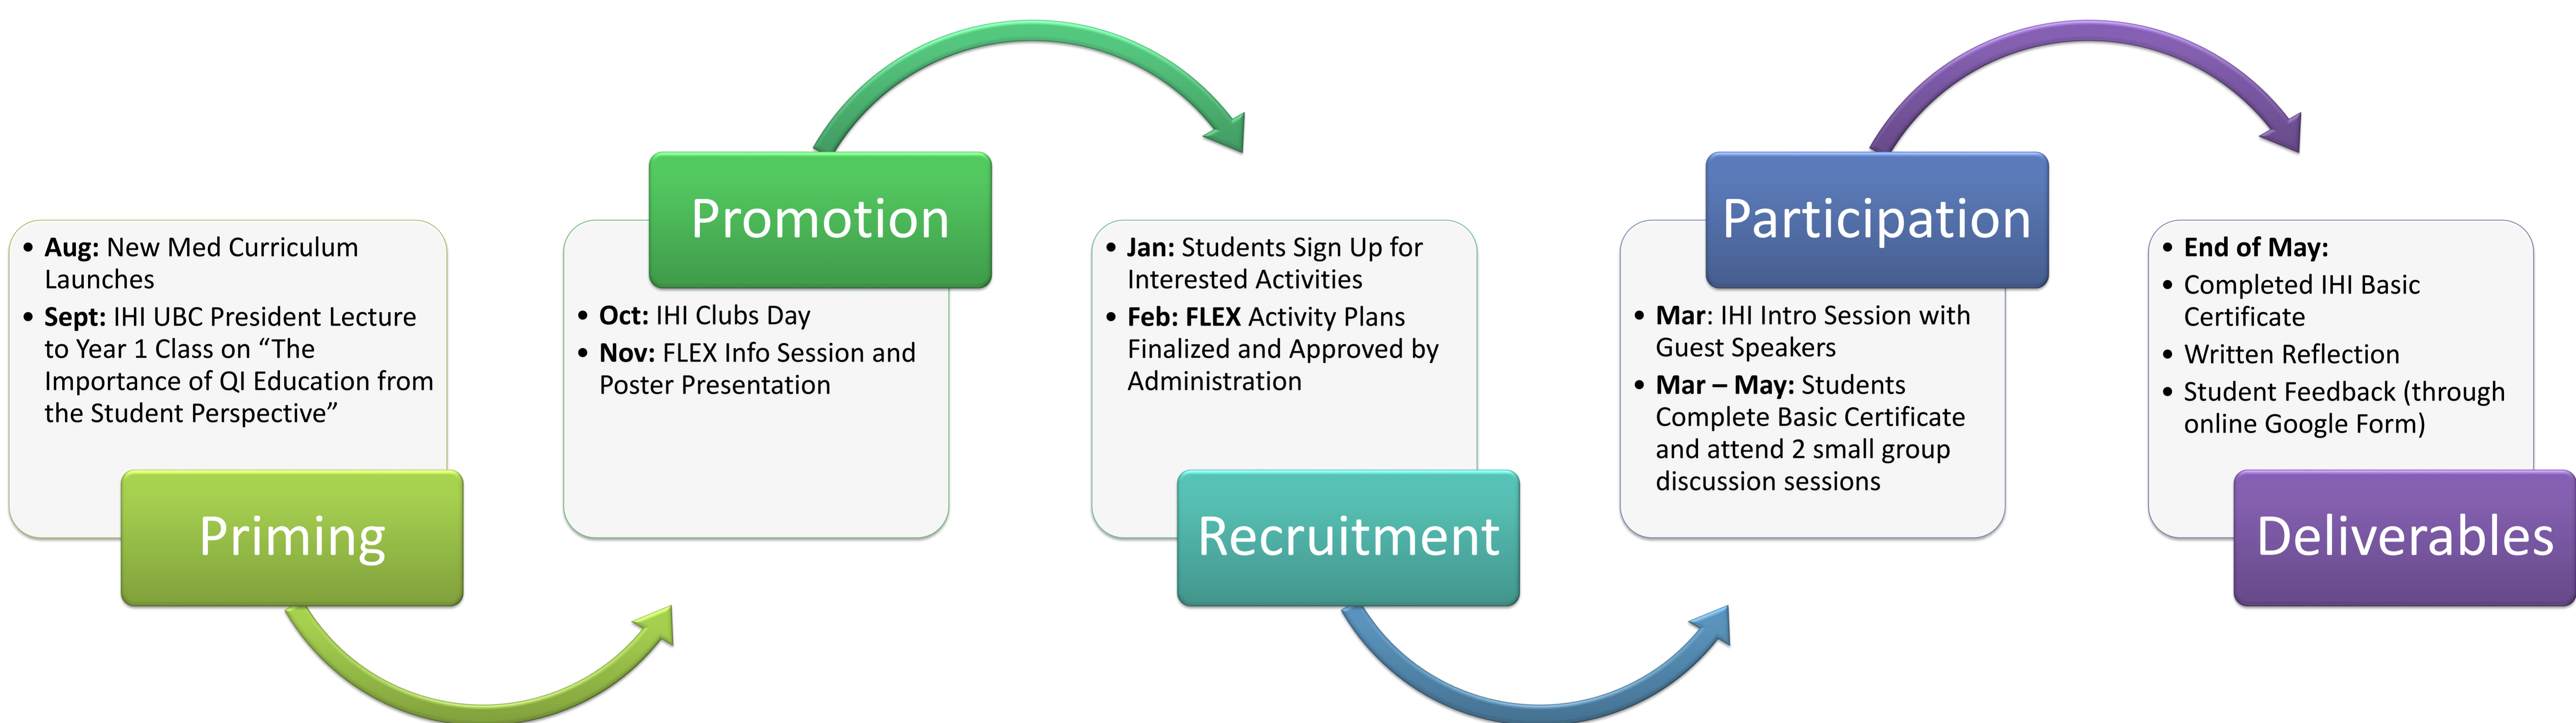 • Aug: New Med Curriculum
Launches
• Sept: IHI UBC President Lecture
to Year 1 Class on “The
Importance of QI Education from
the Student Perspective”
Priming
Promotion
• Oct: IHI Clubs Day
• Nov: FLEX Info Session and
Poster Presentation
• Jan: Students Sign Up for
Interested Activities
• Feb: FLEX Activity Plans
Finalized and Approved by
Administration
Recruitment
Participation
• Mar: IHI Intro Session with
Guest Speakers
• Mar – May: Students
Complete Basic Certificate
and attend 2 small group
discussion sessions
• End of May:
• Completed IHI Basic
Certificate
• Written Reflection
• Student Feedback (through
online Google Form)
Deliverables